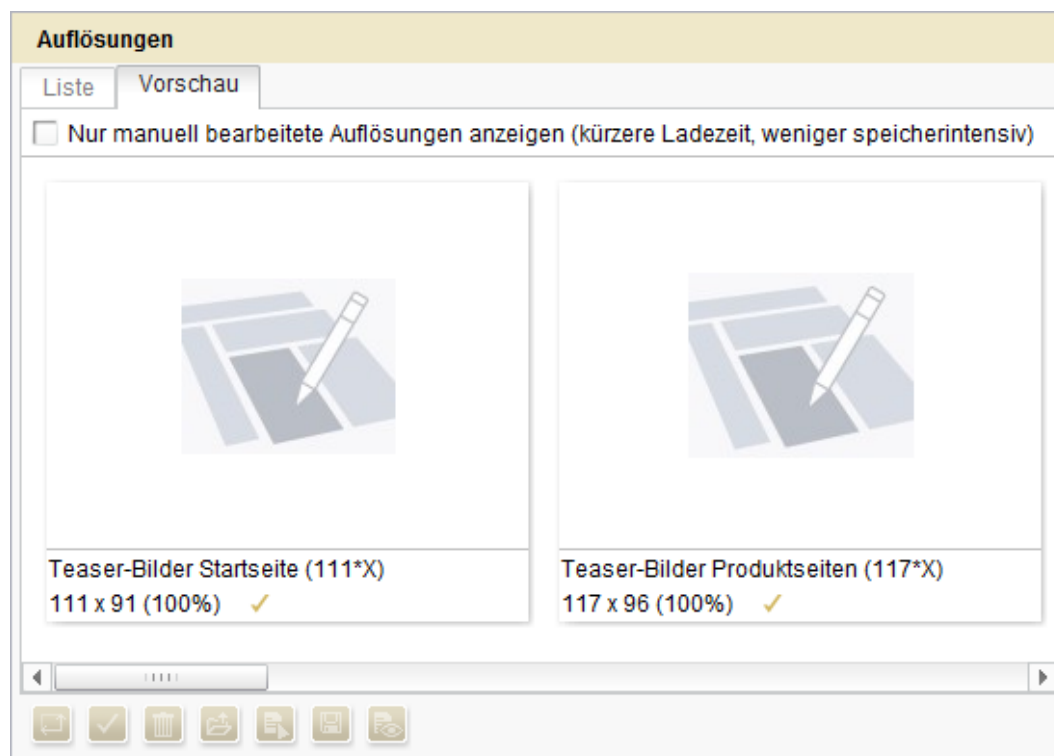 Auflösungen
Liste
Vorschau
Nur manuell bearbeitete Auflösungen anzeigen (kürzere Ladezeit, weniger speicherintensiv)
Teaser-Bilder Startseite (111*X)
111 x 91 (100%)
Teaser-Bilder Produktseiten (117*X)
117 x 96 (100%)